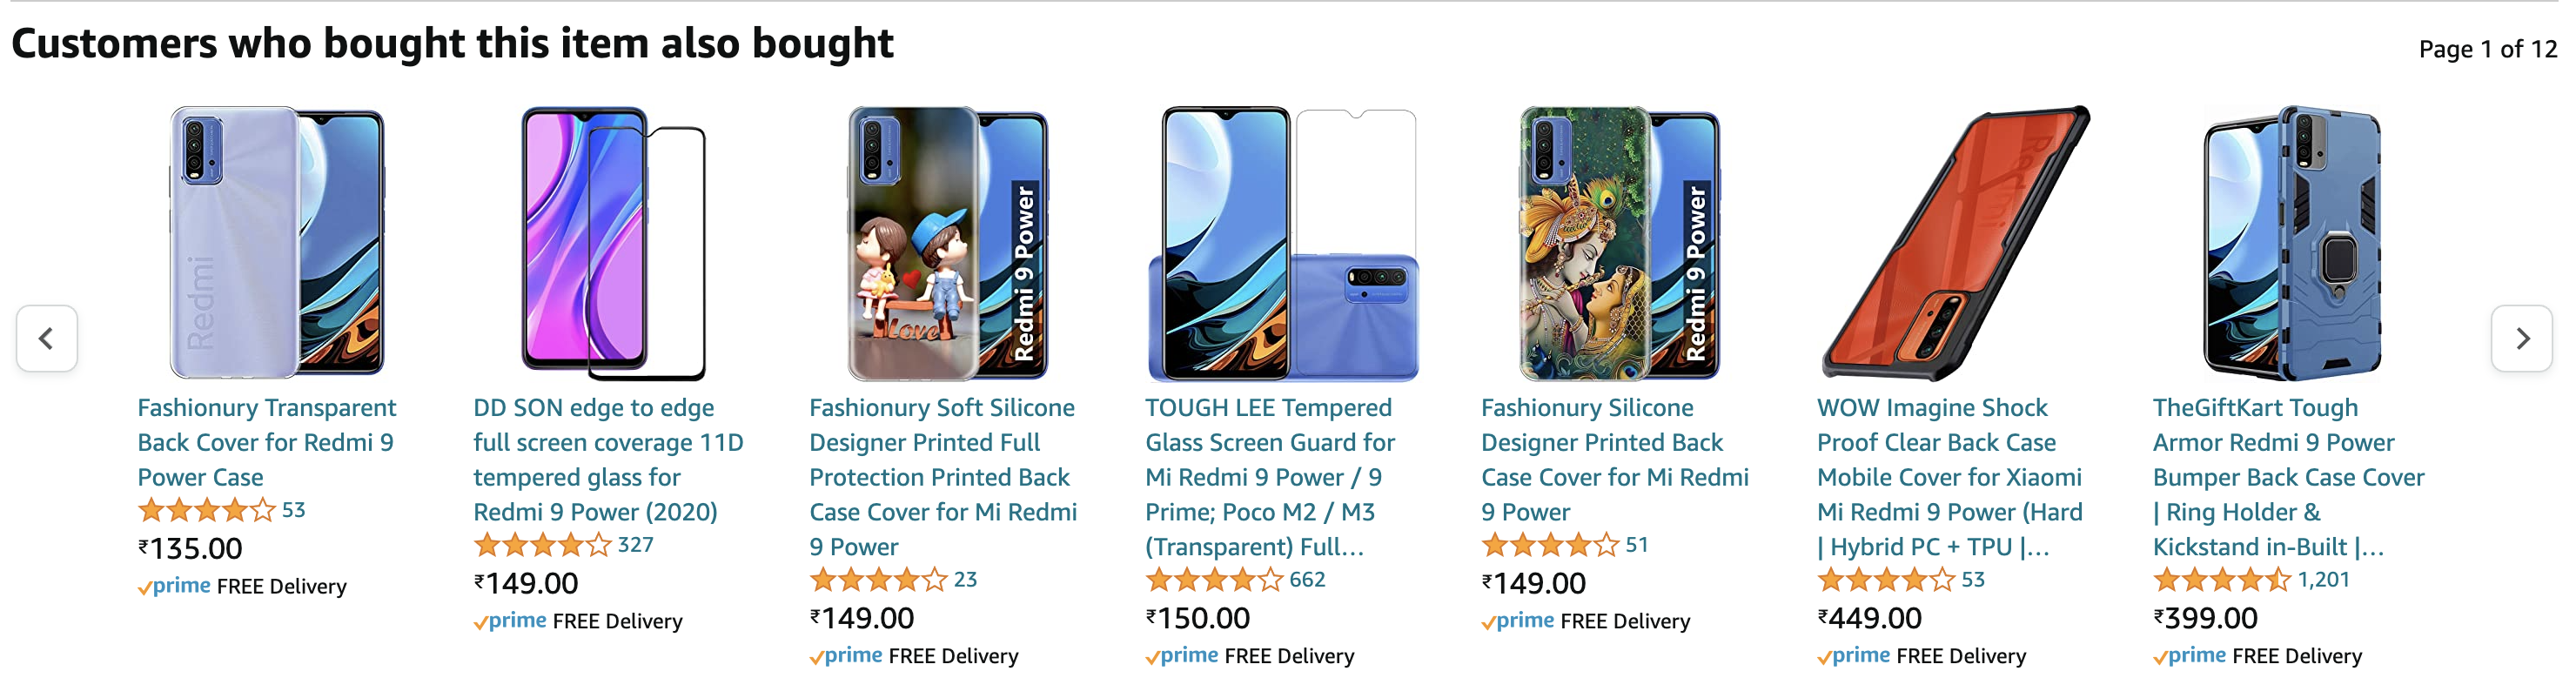 Customers who bought this item also bought
Page 1 of 12
Redmi
Fashionury Transparent
Back Cover for Redmi 9
Power Case
53
₹135.00
prime FREE Delivery
DD SON edge to edge
full screen coverage 11D
tempered glass for
Redmi 9 Power (2020)
327
₹149.00
prime FREE Delivery
Love
Redmi 9 Power
Fashionury Soft Silicone
Designer Printed Full
Protection Printed Back
Case Cover for Mi Redmi
9 Power
23
₹149.00
prime FREE Delivery
TOUGH LEE Tempered
Glass Screen Guard for
Mi Redmi 9 Power / 9
Prime; Poco M2 / M3
(Transparent) Full...
662
₹150.00
prime FREE Delivery
Redmi 9 Power
Fashionury Silicone
Designer Printed Back
Case Cover for Mi Redmi
9 Power
51
₹149.00
prime FREE Delivery
Redmi
WOW Imagine Shock
Proof Clear Back Case
Mobile Cover for Xiaomi
Mi Redmi 9 Power (Hard
| Hybrid PC + TPU |...
53
₹449.00
prime FREE Delivery
TheGiftKart Tough
Armor Redmi 9 Power
Bumper Back Case Cover
| Ring Holder &
Kickstand in-Built |...
1,201
₹399.00
prime FREE Delivery